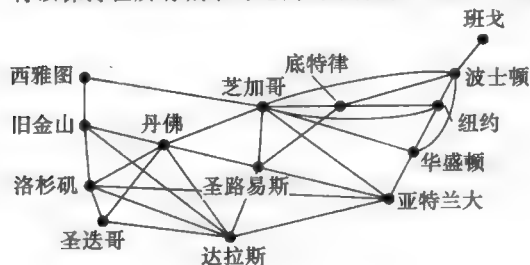 班戈
底特律
西雅图
芝加哥
波士顿
旧金山
丹佛
纽约
华盛顿
洛杉矶
圣路易斯
亚特兰大
圣迭哥
达拉斯